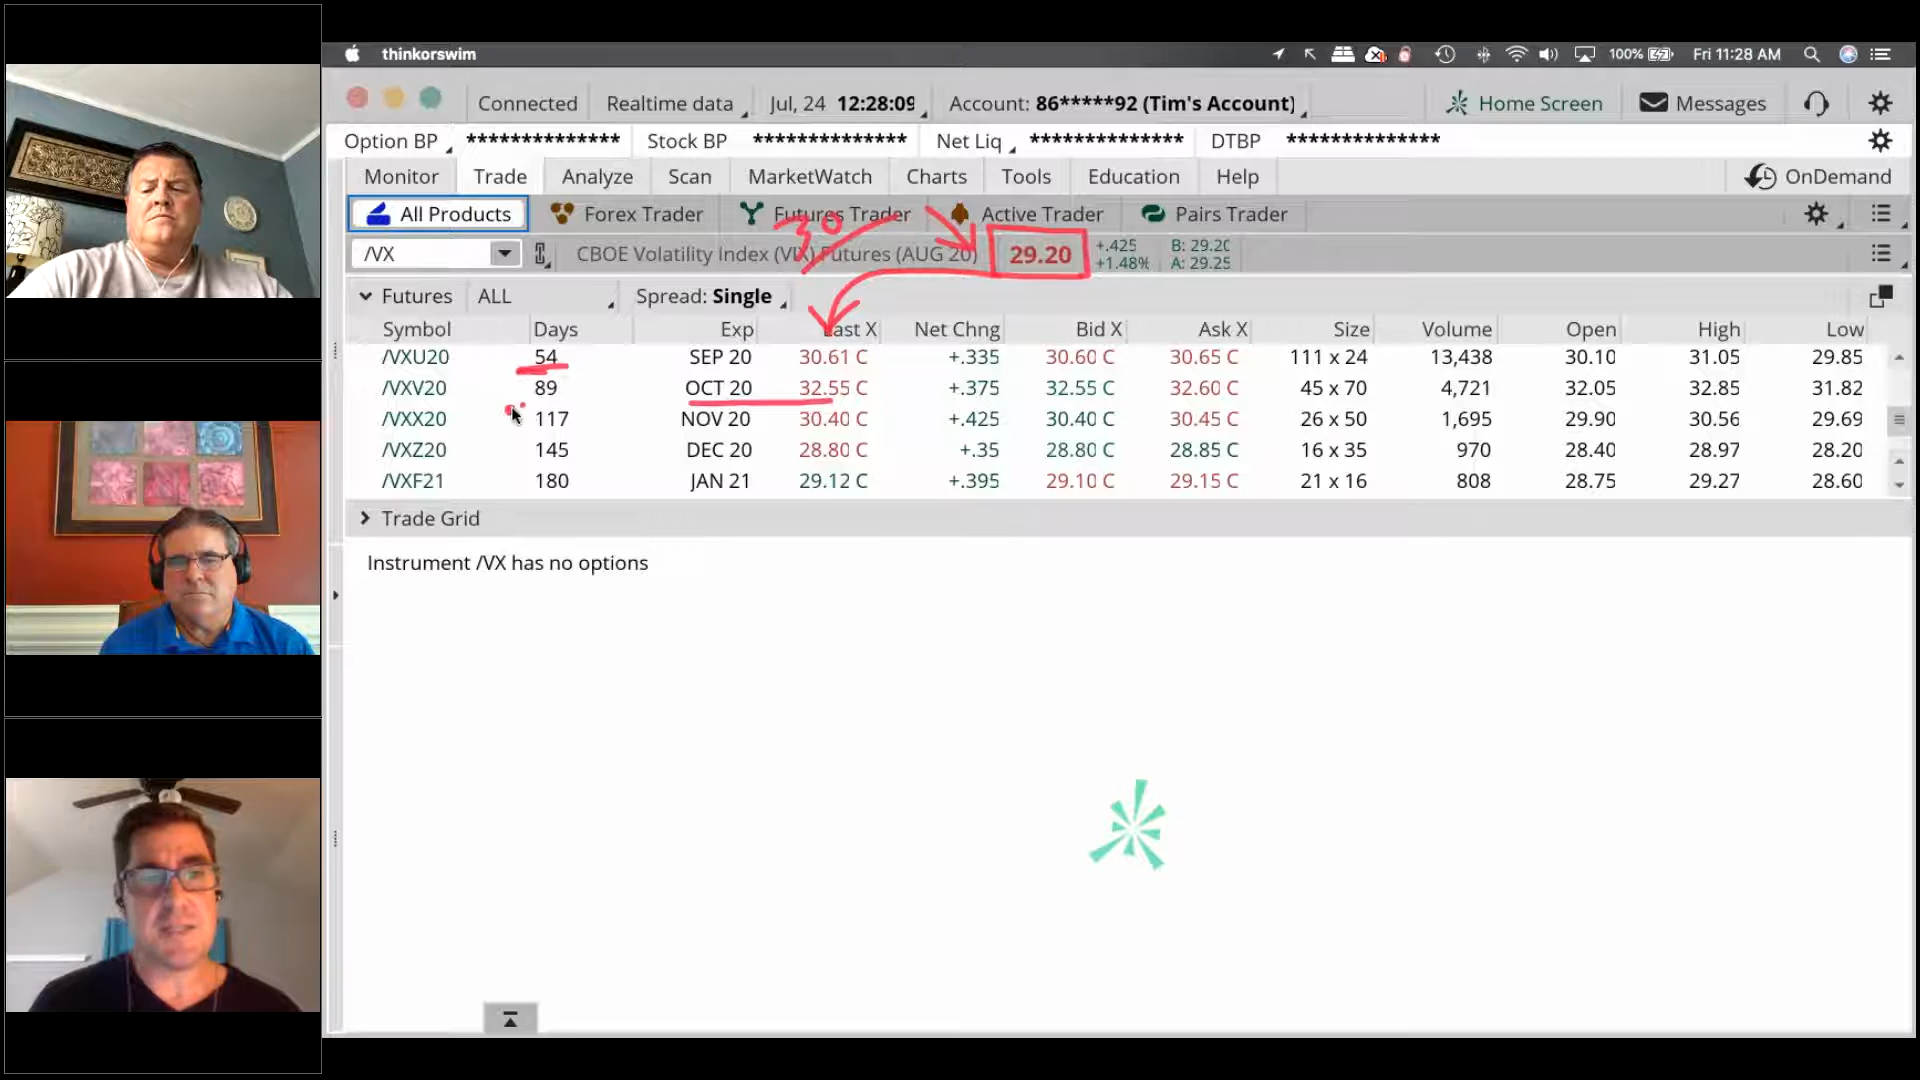 thinkorswim 100% Fri 11:28 AM
Connected Realtime data Jul, 24 12:28:09 Account: 86*****92 (Tim's Account) Home Screen Messages
Option BP ************** Stock BP ************** Net Liq ************** DTBP **************
Monitor Trade Analyze Scan MarketWatch Charts Tools Education Help OnDemand
All Products Forex Trader Futures Trader Active Trader Pairs Trader
30
/VX CBOE Volatility Index (VIX) Futures (AUG 20) 29.20 +.425 B: 29.20
+1.48% A: 29.25
Futures ALL Spread: Single
Symbol Days Exp Last X Net Chng Bid X Ask X Size Volume Open High Low
/VXU20 54 SEP 20 30.61 C +.335 30.60 C 30.65 C 111 x 24 13,438 30.10 31.05 29.85
/VXV20 89 OCT 20 32.55 C +.375 32.55 C 32.60 C 45 x 70 4,721 32.05 32.85 31.82
/VXX20 117 NOV 20 30.40 C +.425 30.40 C 30.45 C 26 x 50 1,695 29.90 30.56 29.69
/VXZ20 145 DEC 20 28.80 C +.35 28.80 C 28.85 C 16 x 35 970 28.40 28.97 28.20
/VXF21 180 JAN 21 29.12 C +.395 29.10 C 29.15 C 21 x 16 808 28.75 29.27 28.60
Trade Grid
Instrument /VX has no options